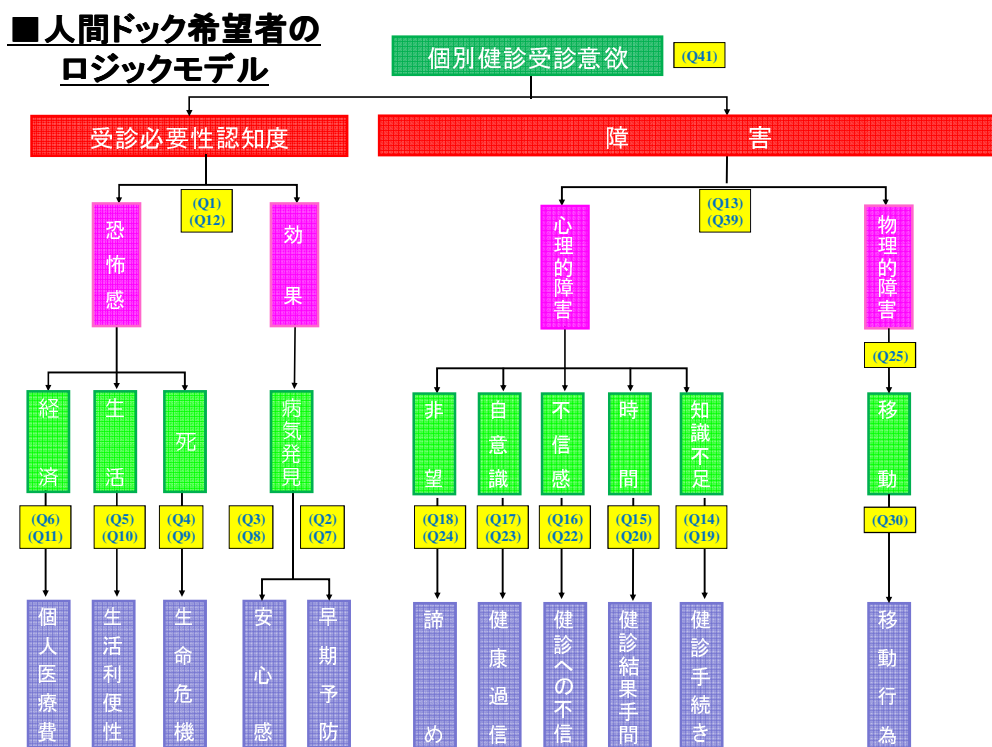 ■人間ドック希望者の
ロジックモデル
個別健診受診意欲
(Q41)
受診必要性認知度
障害
(Q1)
(Q12)
(Q13)
(Q39)
恐怖感
効果
心理的障害
物理的障害
(Q25)
経済
生活
死
病気発見
非望
自意識
不信感
時間
知識不足
移動
(Q6)
(Q11)
(Q5)
(Q10)
(Q4)
(Q9)
(Q3)
(Q8)
(Q2)
(Q7)
(Q18)
(Q24)
(Q17)
(Q23)
(Q16)
(Q22)
(Q15)
(Q20)
(Q14)
(Q19)
(Q30)
個人医療費
生活利便性
生命危機
安心感
早期予防
諦め
健康過信
健診への不信
健診結果手間
健診手続き
移動行為